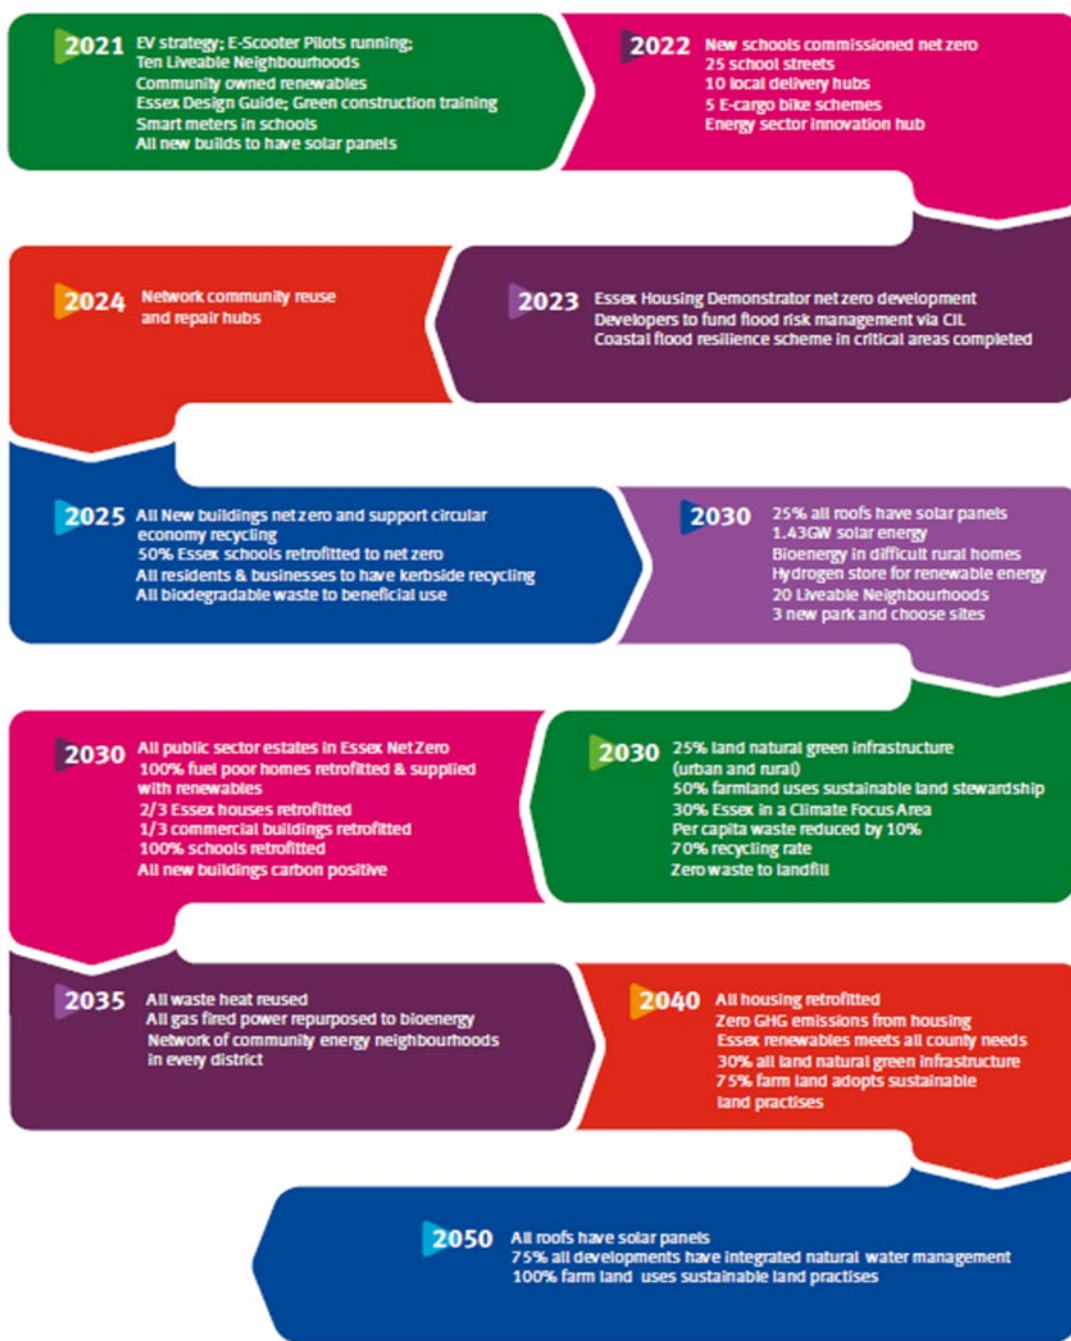 2021
EV strategy; E-Scooter Pilots running;
Ten Liveable Neighbourhoods
Community owned renewables
Essex Design Guide; Green construction training
Smart meters in schools
All new builds to have solar panels
2022
New schools commissioned net zero
25 school streets
10 local delivery hubs
5 E-cargo bike schemes
Energy sector innovation hub
2023
Essex Housing Demonstrator net zero development
Developers to fund flood risk management via CIL
Coastal flood resilience scheme in critical areas completed
2024
Network community reuse
and repair hubs
2025
All New buildings net zero and support circular
economy recycling
50% Essex schools retrofitted to net zero
All residents & businesses to have kerbside recycling
All biodegradable waste to beneficial use
2030
25% all roofs have solar panels
1.43GW solar energy
Bioenergy in difficult rural homes
Hydrogen store for renewable energy
20 Liveable Neighbourhoods
3 new park and choose sites
2030
25% land natural green infrastructure
(urban and rural)
50% farmland uses sustainable land stewardship
30% Essex in a Climate Focus Area
Per capita waste reduced by 10%
70% recycling rate
Zero waste to landfill
2030
All public sector estates in Essex Net Zero
100% fuel poor homes retrofitted & supplied
with renewables
2/3 Essex houses retrofitted
1/3 commercial buildings retrofitted
100% schools retrofitted
All new buildings carbon positive
2035
All waste heat reused
All gas fired power repurposed to bioenergy
Network of community energy neighbourhoods
in every district
2040
All housing retrofitted
Zero GHG emissions from housing
Essex renewables meets all county needs
30% all land natural green infrastructure
75% farm land adopts sustainable
land practises
2050
All roofs have solar panels
75% all developments have integrated natural water management
100% farm land uses sustainable land practises